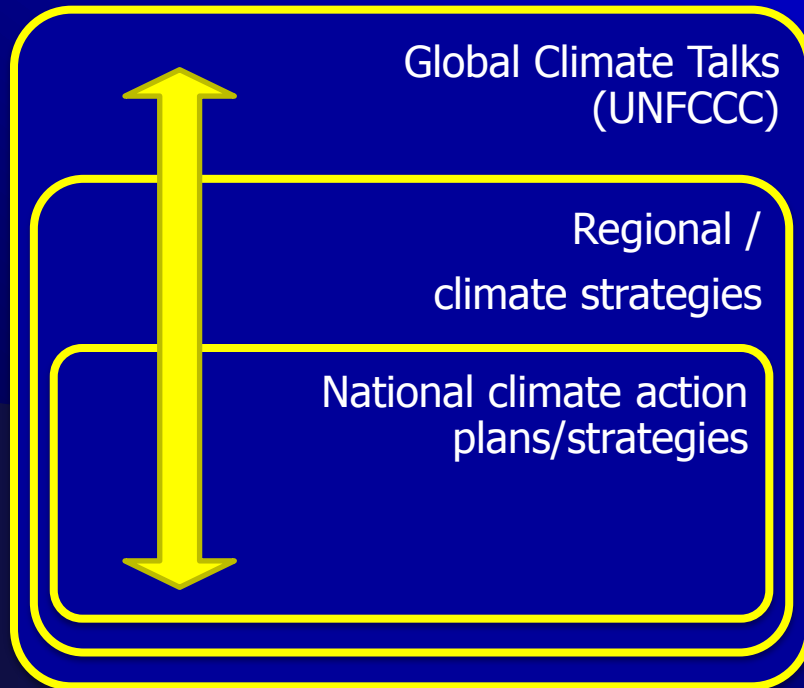 Global Climate Talks
(UNFCCC)
Regional /
climate strategies
National climate action
plans/strategies